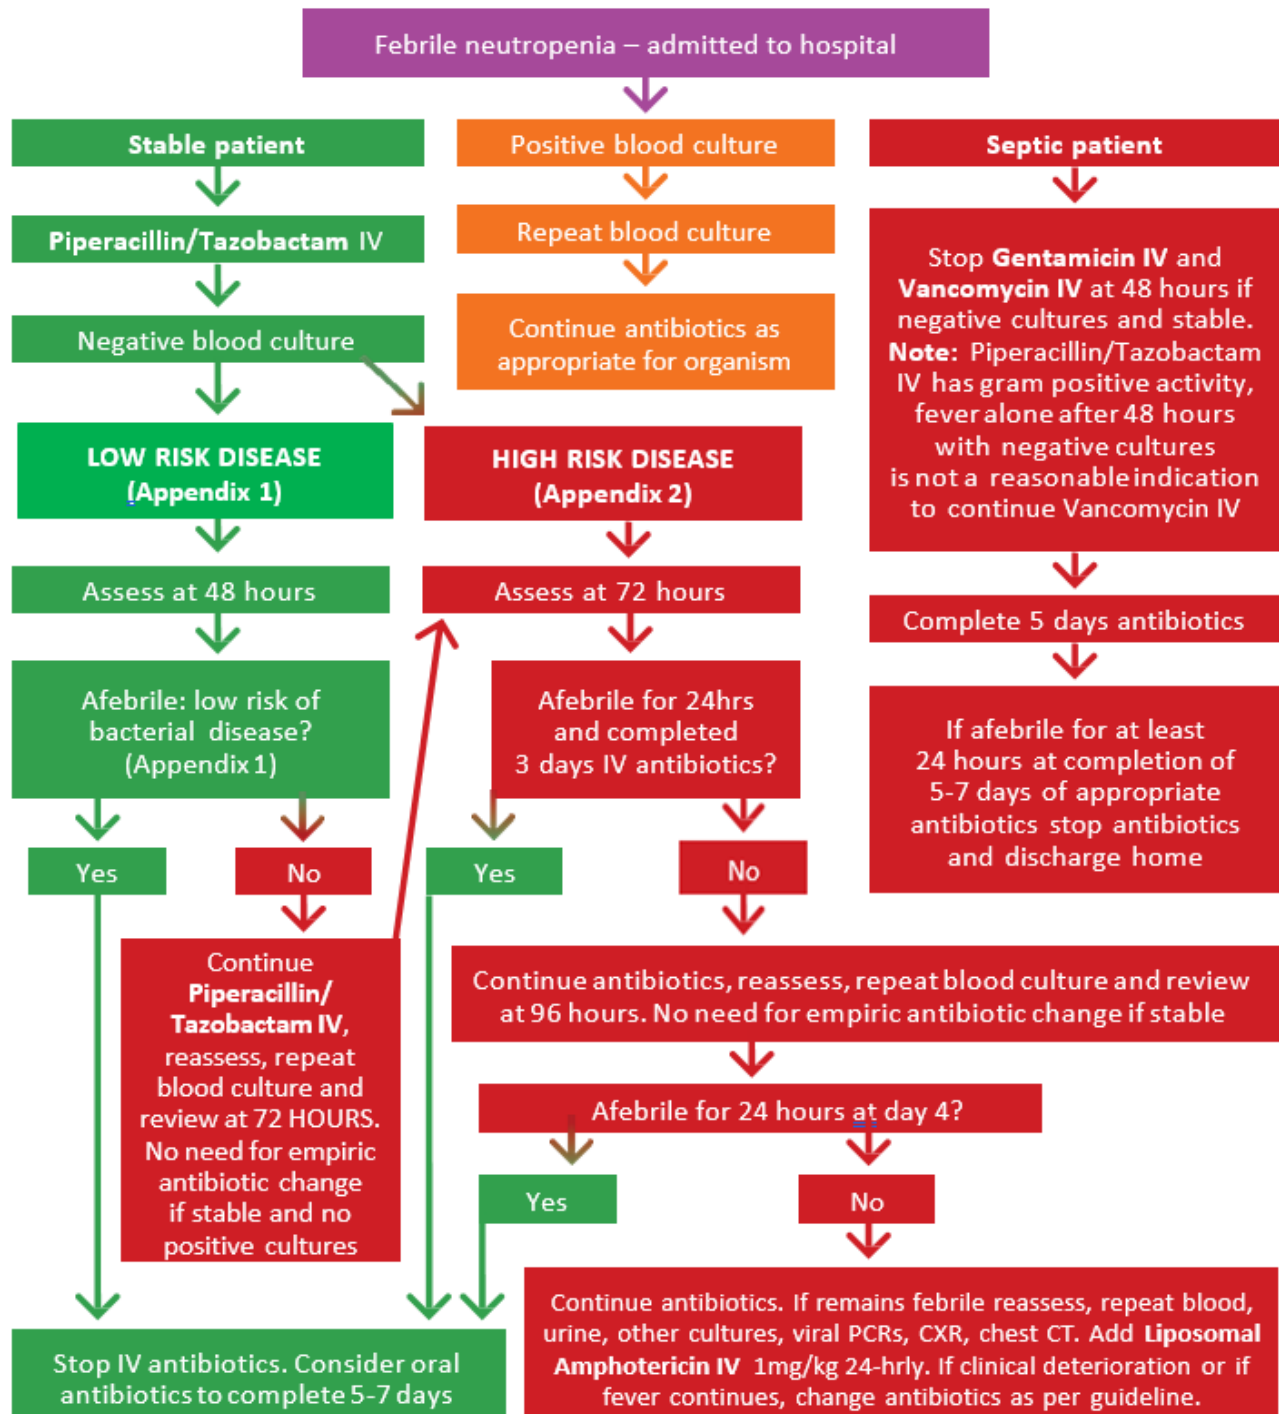 Febrile neutropenia – admitted to hospital
Stable patient
Piperacillin/Tazobactam IV
Negative blood culture
Positive blood culture
Repeat blood culture
Continue antibiotics as
appropriate for organism
Septic patient
Stop Gentamicin IV and
Vancomycin IV at 48 hours if
negative cultures and stable.
Note: Piperacillin/Tazobactam
IV has gram positive activity,
fever alone after 48 hours
with negative cultures
is not a reasonable indication
to continue Vancomycin IV
Complete 5 days antibiotics
If afebrile for at least
24 hours at completion of
5-7 days of appropriate
antibiotics stop antibiotics
and discharge home
LOW RISK DISEASE
(Appendix 1)
Assess at 48 hours
Afebrile: low risk of
bacterial disease?
(Appendix 1)
Yes
No
Continue
Piperacillin/
Tazobactam IV,
reassess, repeat
blood culture and
review at 72 HOURS.
No need for empiric
antibiotic change
if stable and no
positive cultures
HIGH RISK DISEASE
(Appendix 2)
Assess at 72 hours
Afebrile for 24hrs
and completed
3 days IV antibiotics?
Yes
No
Continue antibiotics, reassess, repeat blood culture and review
at 96 hours. No need for empiric antibiotic change if stable
Afebrile for 24 hours at day 4?
Yes
No
Stop IV antibiotics. Consider oral
antibiotics to complete 5-7 days
Continue antibiotics. If remains febrile reassess, repeat blood,
urine, other cultures, viral PCRs, CXR, chest CT. Add Liposomal
Amphotericin IV 1mg/kg 24-hrly. If clinical deterioration or if
fever continues, change antibiotics as per guideline.